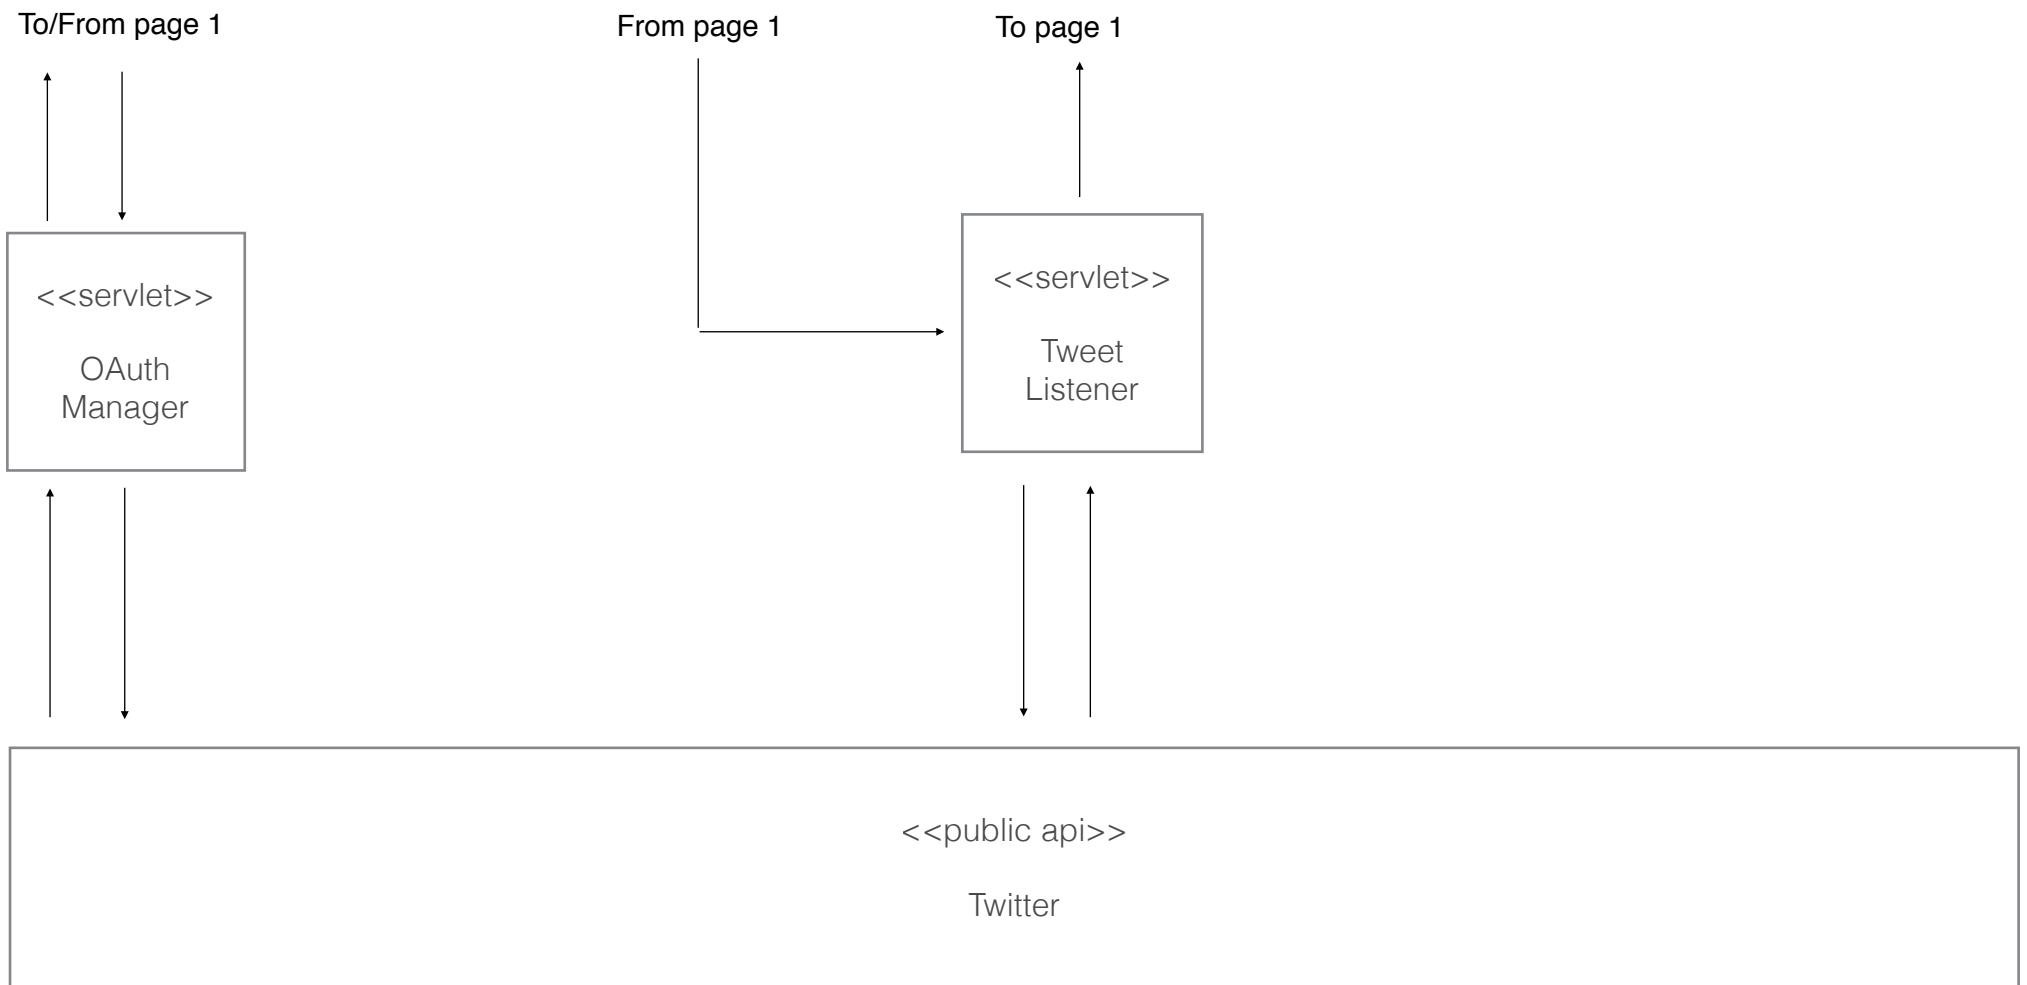 To/From page 1
From page 1
To page 1
<<servlet>>
OAuth
Manager
<<servlet>>
Tweet
Listener
<<public api>>
Twitter